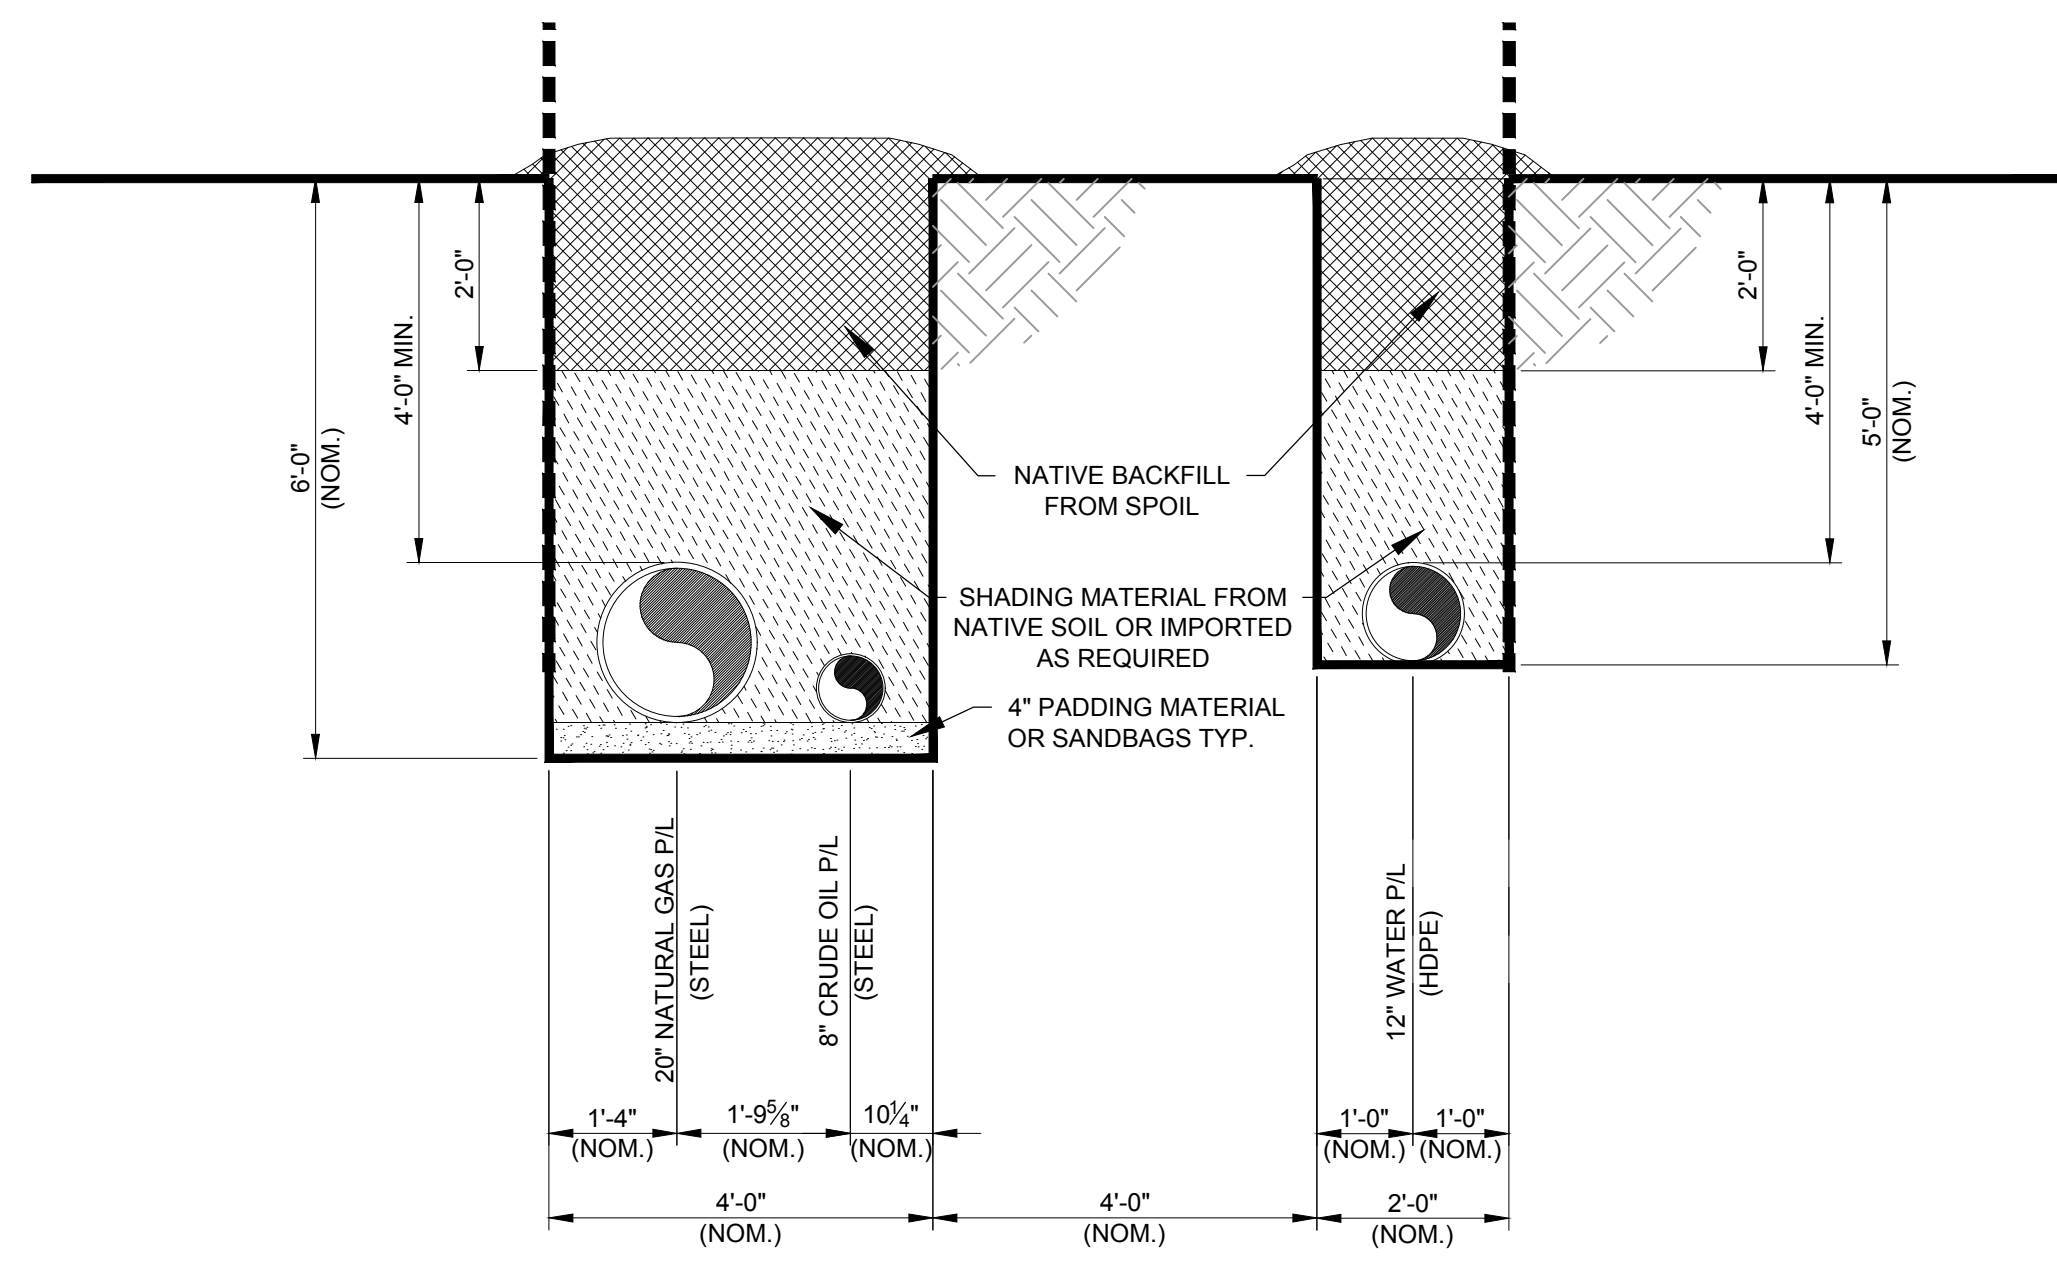 2'-0"
4'-0" MIN.
6'-0"
(NOM.)
2'-0"
4'-0" MIN.
5'-0"
(NOM.)
NATIVE BACKFILL
FROM SPOIL
SHADING MATERIAL FROM
NATIVE SOIL OR IMPORTED
AS REQUIRED
4" PADDING MATERIAL
OR SANDBAGS TYP.
20" NATURAL GAS P/L
(STEEL)
8" CRUDE OIL P/L
(STEEL)
12" WATER P/L
(HDPE)
1'-4"
(NOM.)
1'-9⅝"
(NOM.)
10¼"
(NOM.)
1'-0"
(NOM.)
1'-0"
(NOM.)
4'-0"
(NOM.)
4'-0"
(NOM.)
2'-0"
(NOM.)